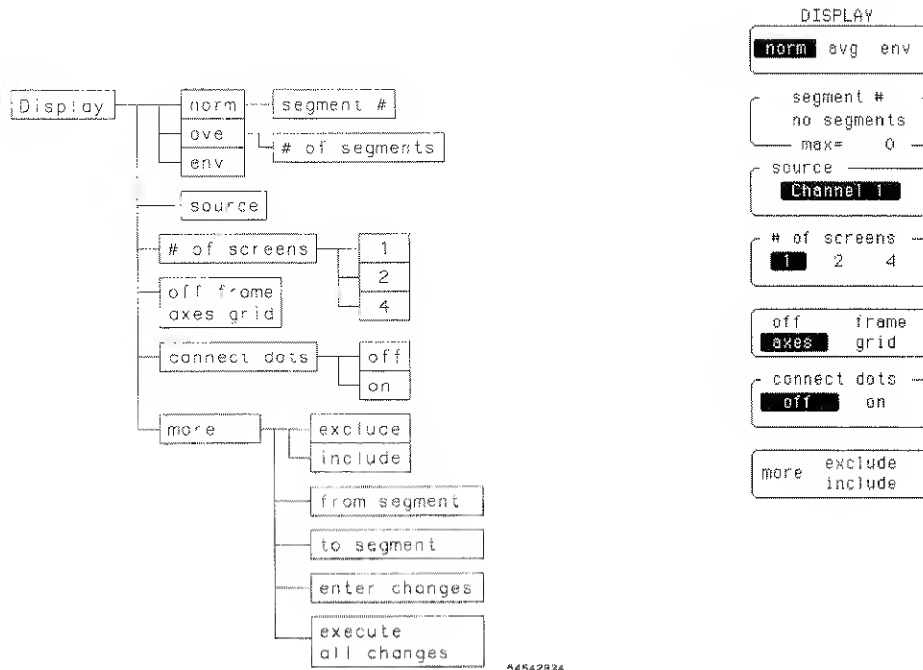 Display
norm
segment #
ove
# of segments
env
source
# of screens
1
2
4
off frame
axes grid
connect dots
off
on
more
excluce
include
from segment
to segment
enter changes
execute
all changes
54542934
DISPLAY
norm avg env
segment #
no segments
max= 0
source
Channel 1
# of screens
1 2 4
off frame
axes grid
connect dots
off on
more exclude
include